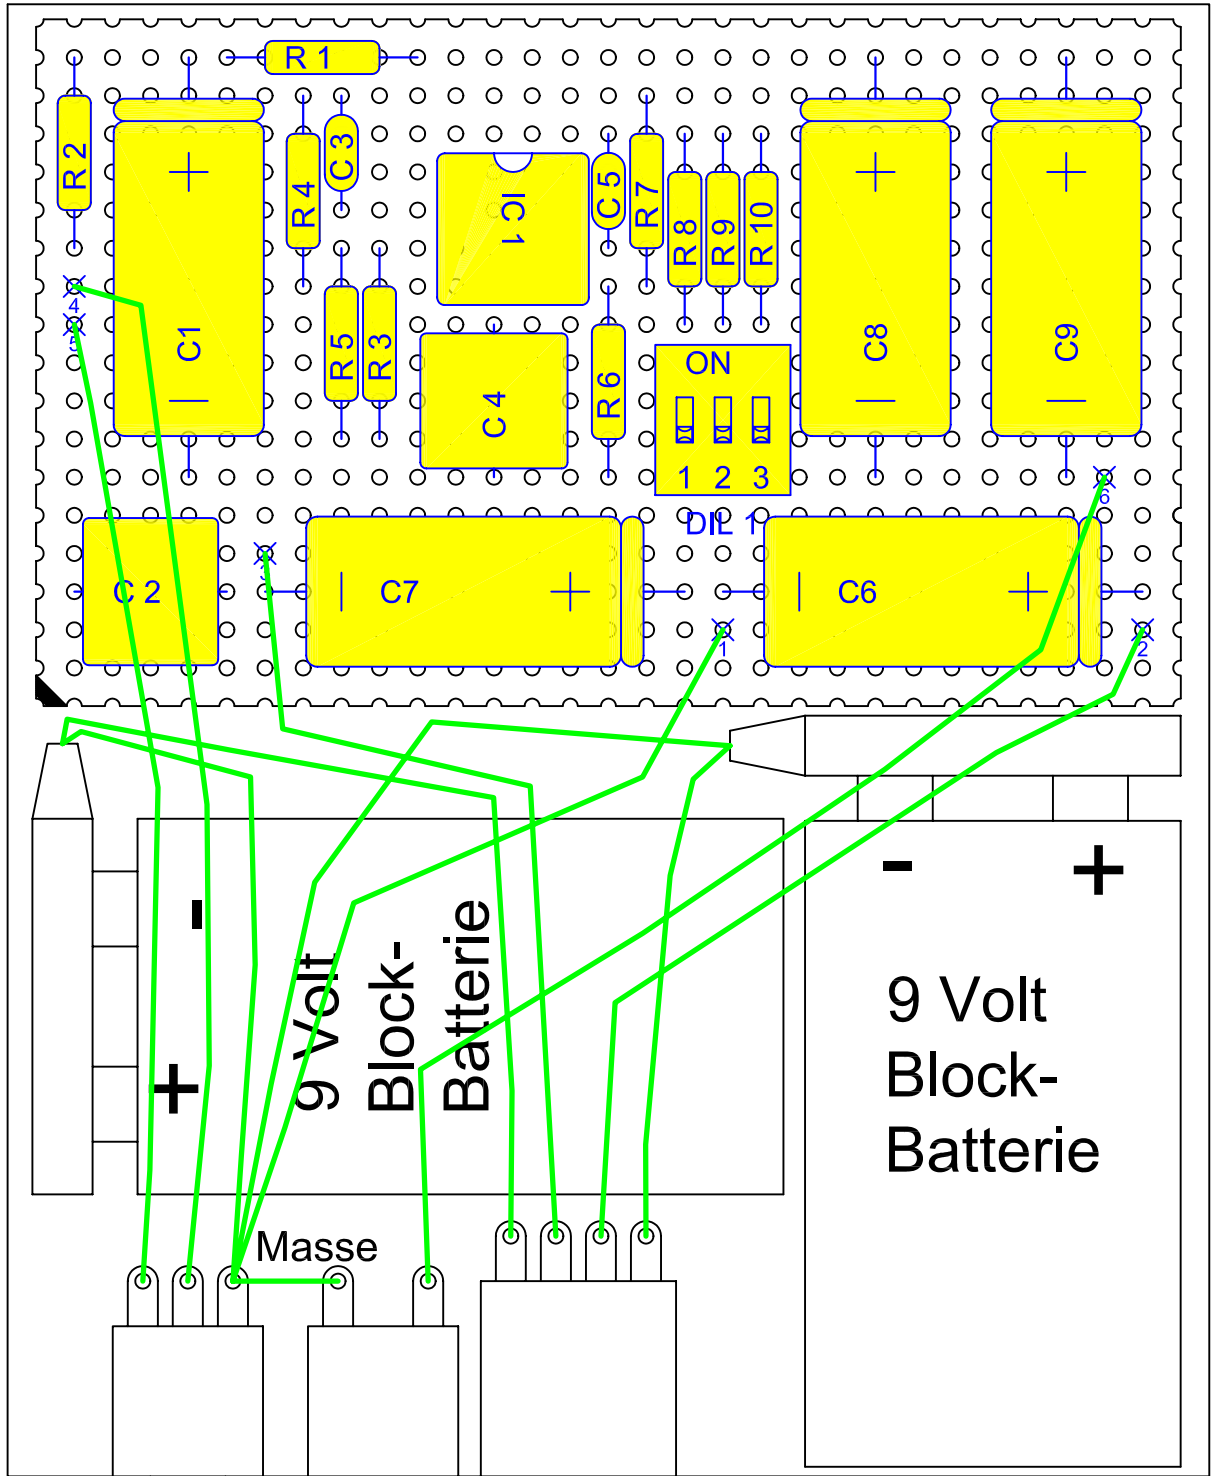 R 1
R 2
C1
R 4
C 3
IC 1
C 5
R 7
R 8
R 9
R 10
C8
C9
4
5
R 5
R 3
C 4
R 6
ON
1 2 3
DIL 1
6
C 2
3
C7
C6
1
2
-
+
9 Volt
Block-
Batterie
-
+
9 Volt
Block-
Batterie
Masse